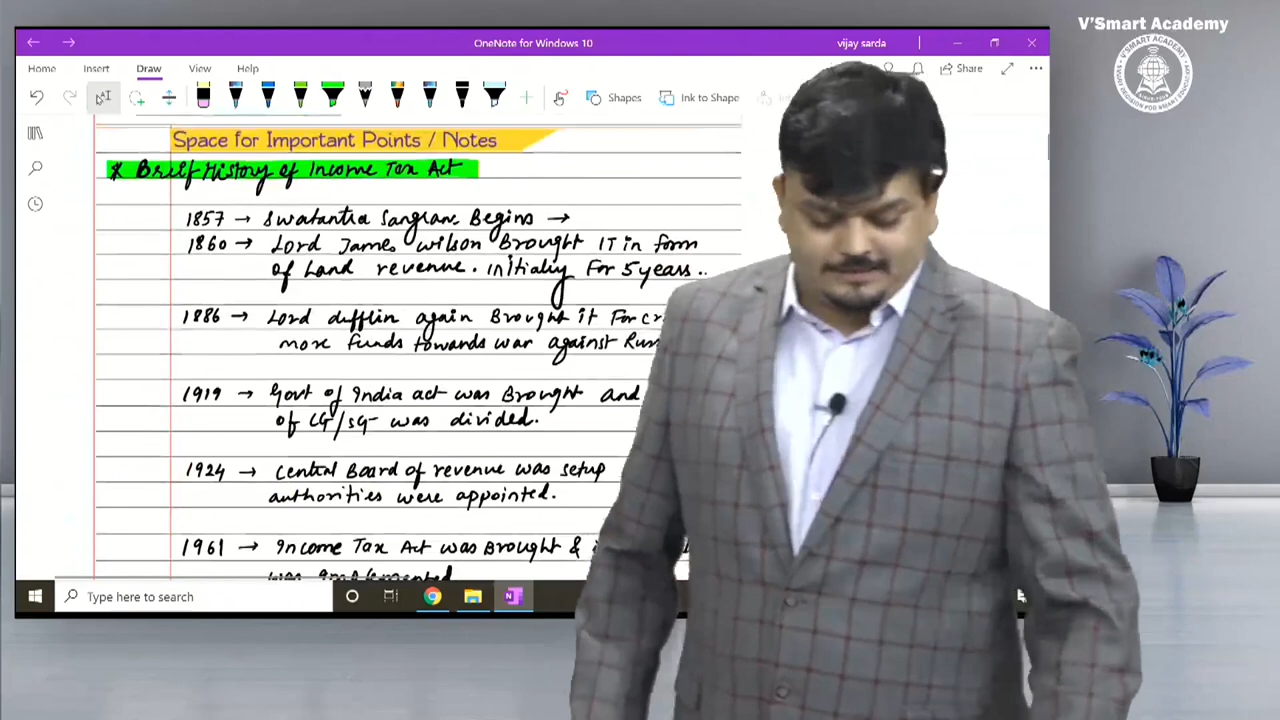 V'Smart Academy
OneNote for Windows 10
vijay sarda
Home Insert Draw View Help
Share
Shapes
Ink to Shape
Space for Important Points / Notes
* Brief History of Income Tax Act
1857 → Swatantra Sangram Begins →
1860 → Lord James Wilson Brought IT in form
of Land revenue. initially For 5 years..
1886 → Lord dufflin again Brought it For
more Funds towards war against
1919 → Govt of India act was Brought and
of CG/SG was divided.
1924 → Central Board of revenue was setup
authorities were appointed.
1961 → Income Tax Act was Brought &
was implemented
Type here to search